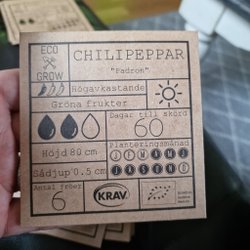 ECO
GROW
CHILIPEPPAR
"Padron"
Högavkastande
Gröna frukter
Dagar till skörd
60
Höjd 80 cm
Planteringsmånad
J F M A M J
J A S O N D
Sådjup 0.5 cm
Antal fröer
6
KRAV